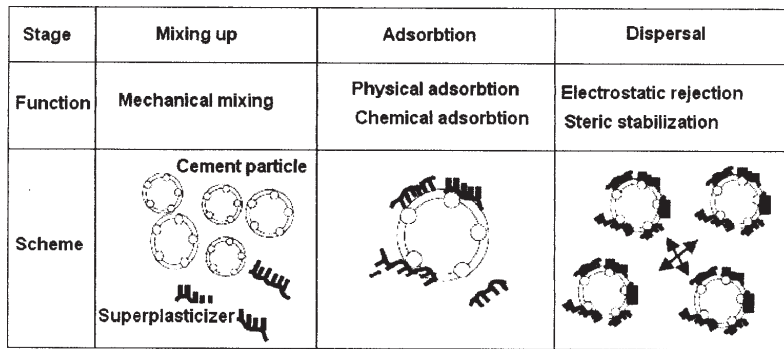 Stage
Mixing up
Adsorbtion
Dispersal
Function
Mechanical mixing
Physical adsorbtion
Chemical adsorbtion
Electrostatic rejection
Steric stabilization
Scheme
Cement particle
Superplasticizer